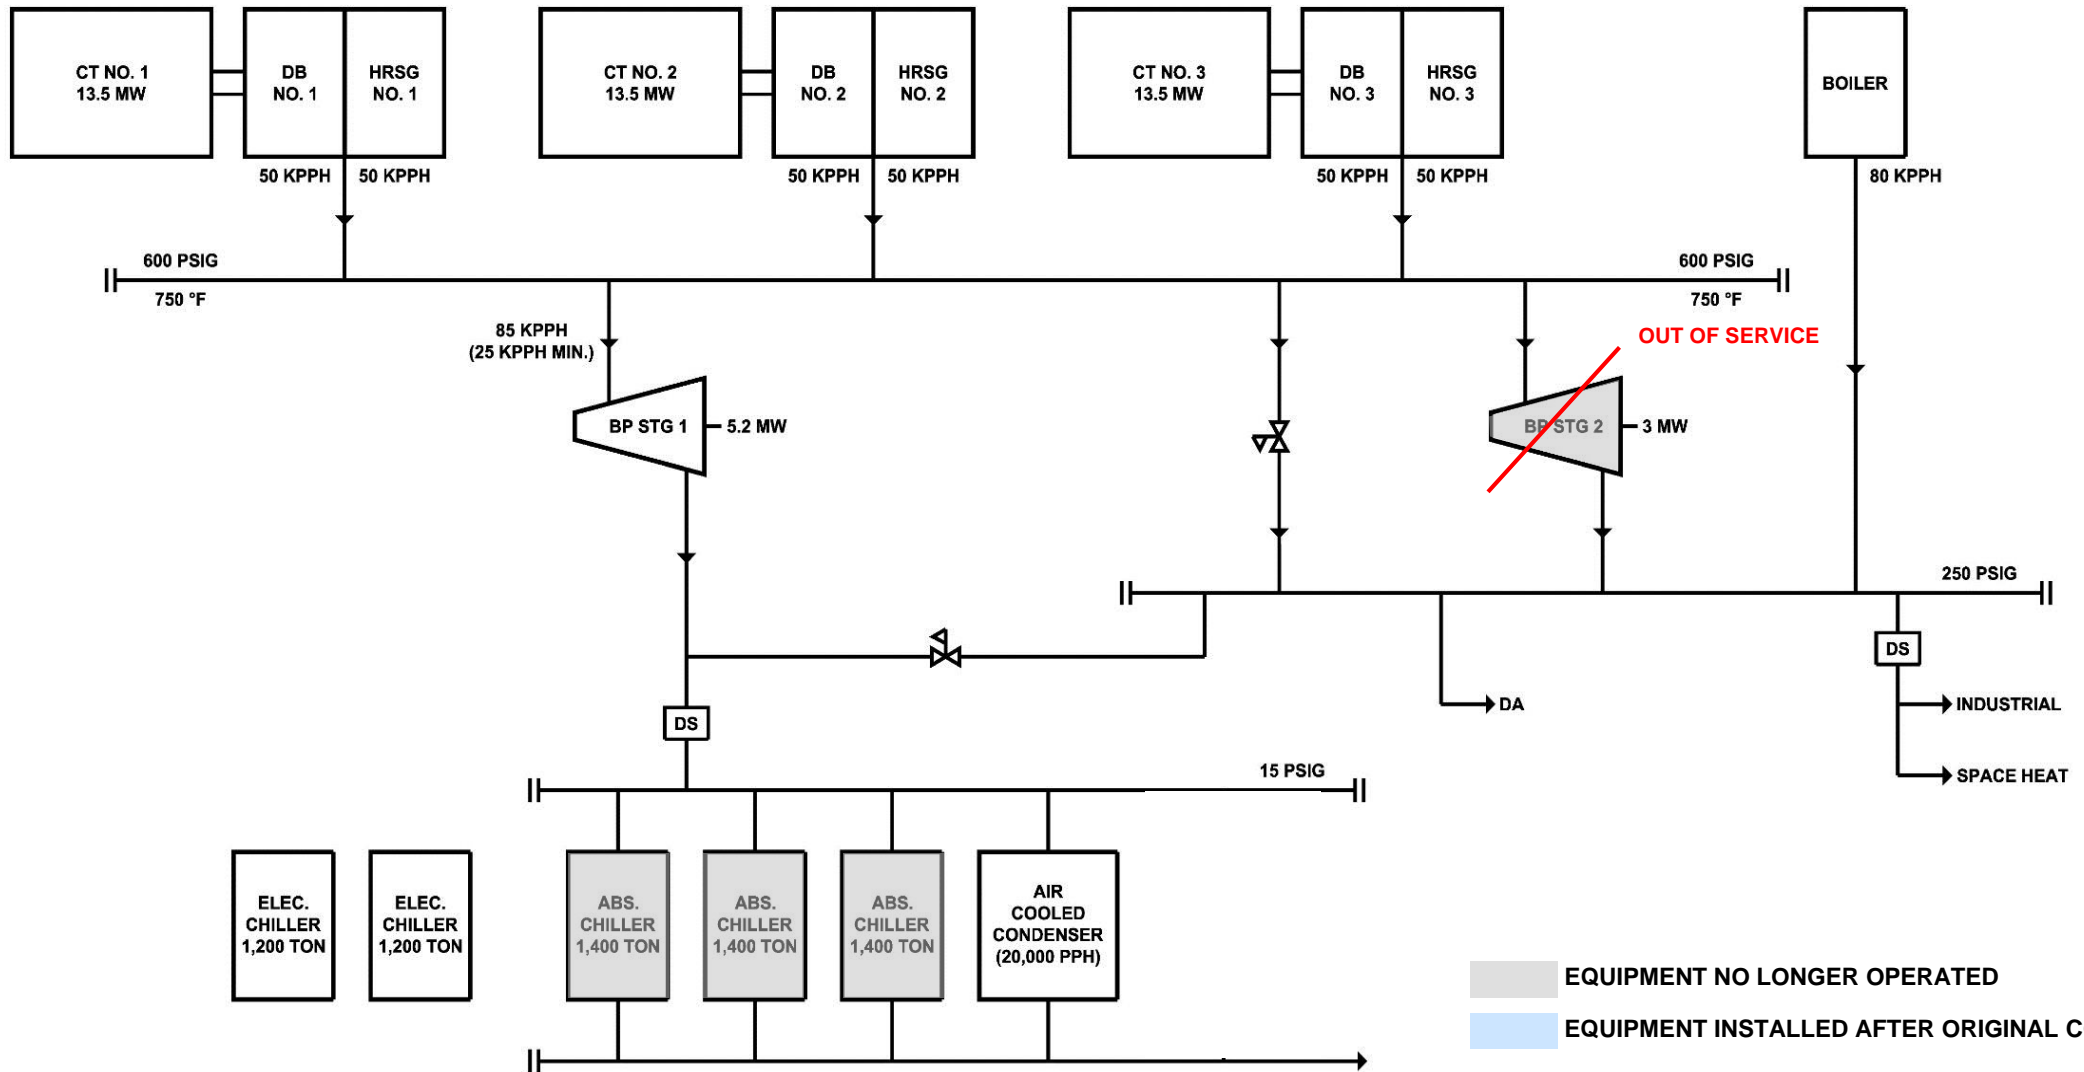 CT NO. 1
13.5 MW
DB
NO. 1
HRSG
NO. 1
CT NO. 2
13.5 MW
DB
NO. 2
HRSG
NO. 2
CT NO. 3
13.5 MW
DB
NO. 3
HRSG
NO. 3
BOILER
50 KPPH
50 KPPH
50 KPPH
50 KPPH
50 KPPH
50 KPPH
80 KPPH
600 PSIG
750 °F
600 PSIG
750 °F
85 KPPH
(25 KPPH MIN.)
OUT OF SERVICE
BP STG 1
5.2 MW
BP STG 2
3 MW
250 PSIG
DS
DA
INDUSTRIAL
SPACE HEAT
DS
15 PSIG
ELEC.
CHILLER
1,200 TON
ELEC.
CHILLER
1,200 TON
ABS.
CHILLER
1,400 TON
ABS.
CHILLER
1,400 TON
ABS.
CHILLER
1,400 TON
AIR
COOLED
CONDENSER
(20,000 PPH)
EQUIPMENT NO LONGER OPERATED
EQUIPMENT INSTALLED AFTER ORIGINAL C